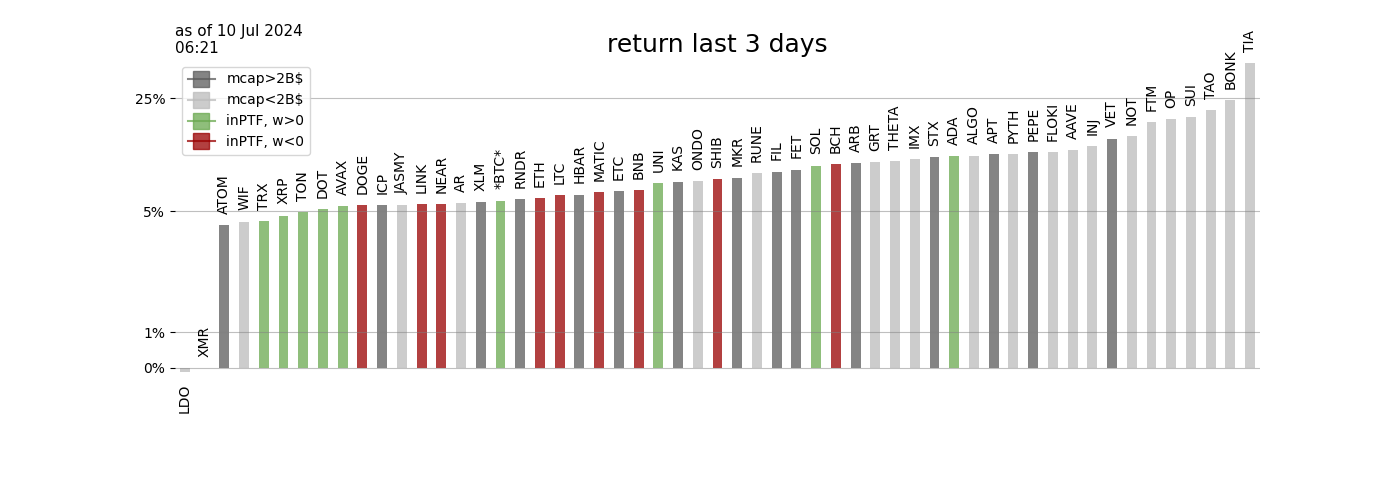 as of 10 Jul 2024
06:21
return last 3 days
mcap>2B$
mcap<2B$
inPTF, w>0
inPTF, w<0
25%
5%
1%
0%
LDO
XMR
ATOM
WIF
TRX
XRP
TON
DOT
AVAX
DOGE
ICP
JASMY
LINK
NEAR
AR
XLM
*BTC*
RNDR
ETH
LTC
HBAR
MATIC
ETC
BNB
UNI
KAS
ONDO
SHIB
MKR
RUNE
FIL
FET
SOL
BCH
ARB
GRT
THETA
IMX
STX
ADA
ALGO
APT
PYTH
PEPE
FLOKI
AAVE
INJ
VET
NOT
FTM
OP
SUI
TAO
BONK
TIA